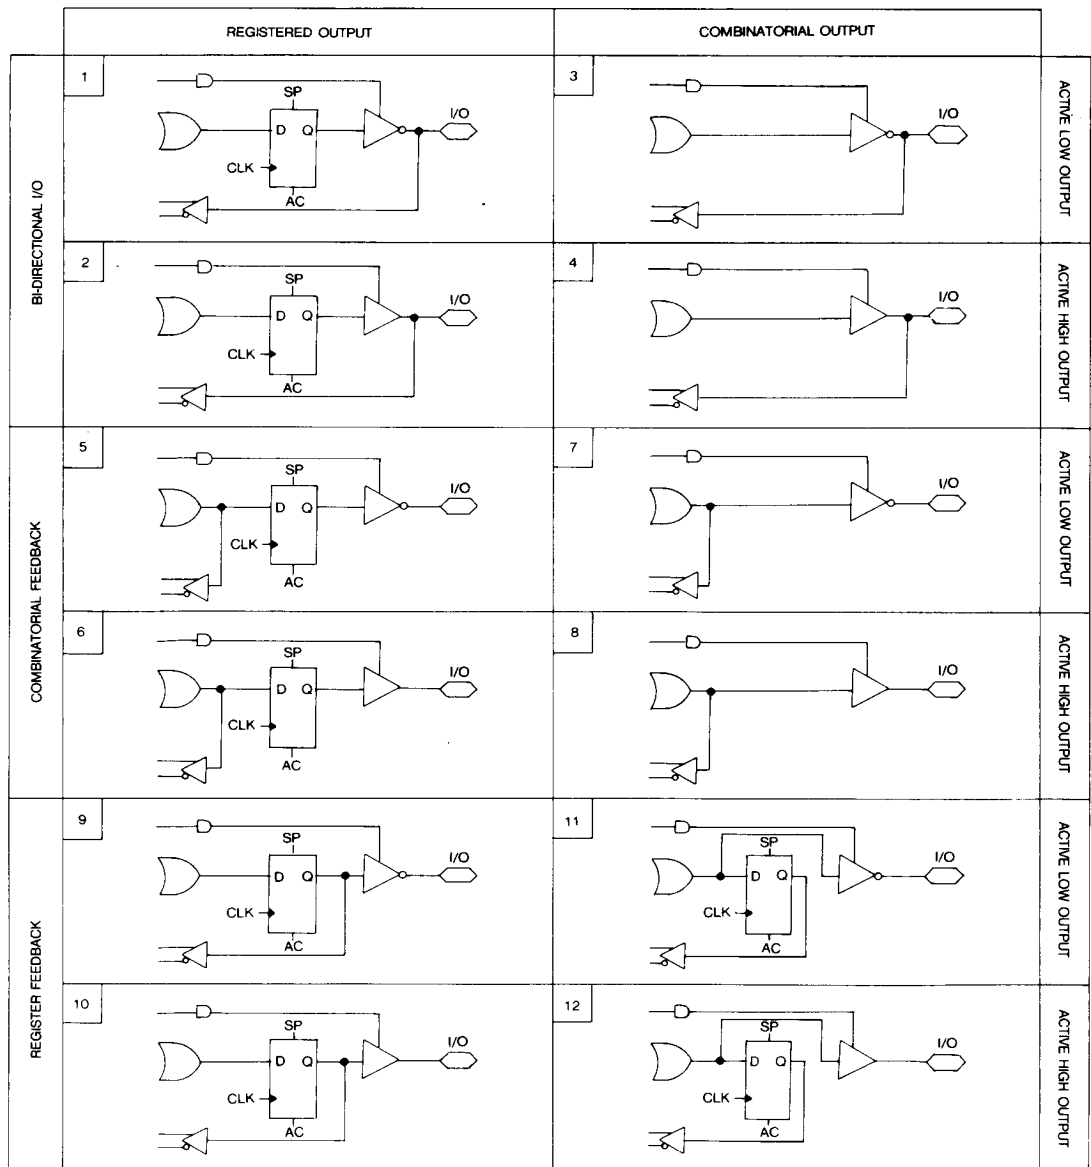 REGISTERED OUTPUT
COMBINATORIAL OUTPUT
BI-DIRECTIONAL I/O
1
SP
D Q
CLK
AC
I/O
3
I/O
ACTIVE LOW OUTPUT
2
SP
D Q
CLK
AC
I/O
4
I/O
ACTIVE HIGH OUTPUT
COMBINATORIAL FEEDBACK
5
SP
D Q
CLK
AC
I/O
7
I/O
ACTIVE LOW OUTPUT
6
SP
D Q
CLK
AC
I/O
8
I/O
ACTIVE HIGH OUTPUT
REGISTER FEEDBACK
9
SP
D Q
CLK
AC
I/O
11
SP
D Q
CLK
AC
I/O
ACTIVE LOW OUTPUT
10
SP
D Q
CLK
AC
I/O
12
SP
D Q
CLK
AC
I/O
ACTIVE HIGH OUTPUT